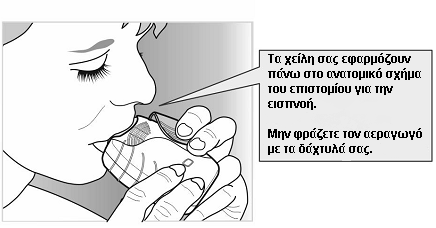 Τα χείλη σας εφαρμόζουν
πάνω στο ανατομικό σχήμα
του επιστομίου για την
εισπνοή.
Μην φράζετε τον αεραγωγό
με τα δάχτυλά σας.